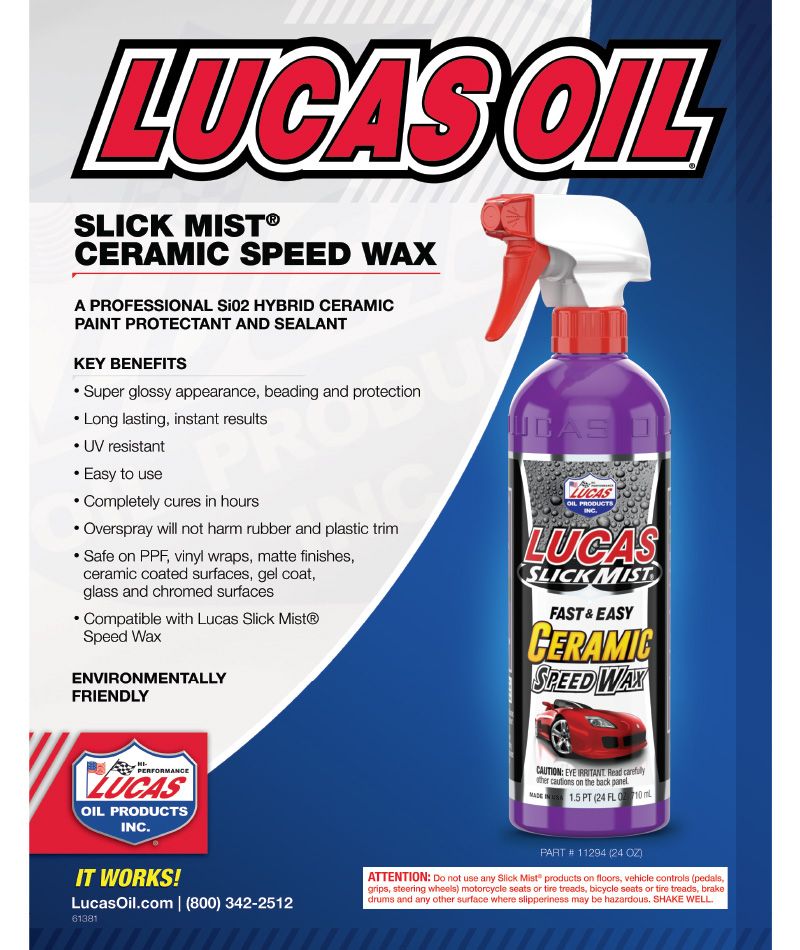 LUCAS OIL®
SLICK MIST®
CERAMIC SPEED WAX
A PROFESSIONAL Si02 HYBRID CERAMIC
PAINT PROTECTANT AND SEALANT
KEY BENEFITS
• Super glossy appearance, beading and protection
• Long lasting, instant results
• UV resistant
• Easy to use
• Completely cures in hours
• Overspray will not harm rubber and plastic trim
• Safe on PPF, vinyl wraps, matte finishes,
ceramic coated surfaces, gel coat,
glass and chromed surfaces
• Compatible with Lucas Slick Mist®
Speed Wax
ENVIRONMENTALLY
FRIENDLY
HI-
PERFORMANCE
LUCAS
OIL PRODUCTS
INC.
®
IT WORKS!
LucasOil.com | (800) 342-2512
61381
LUCAS OIL
HI-
PERFORMANCE
LUCAS
OIL PRODUCTS
INC.
LUCAS
SLICK MIST®
FAST & EASY
CERAMIC
SPEED WAX
CAUTION: EYE IRRITANT. Read carefully
other cautions on the back panel.
MADE IN USA 1.5 PT (24 FL OZ) 710 mL
PART # 11294 (24 OZ)
ATTENTION: Do not use any Slick Mist® products on floors, vehicle controls (pedals,
grips, steering wheels) motorcycle seats or tire treads, bicycle seats or tire treads, brake
drums and any other surface where slipperiness may be hazardous. SHAKE WELL.